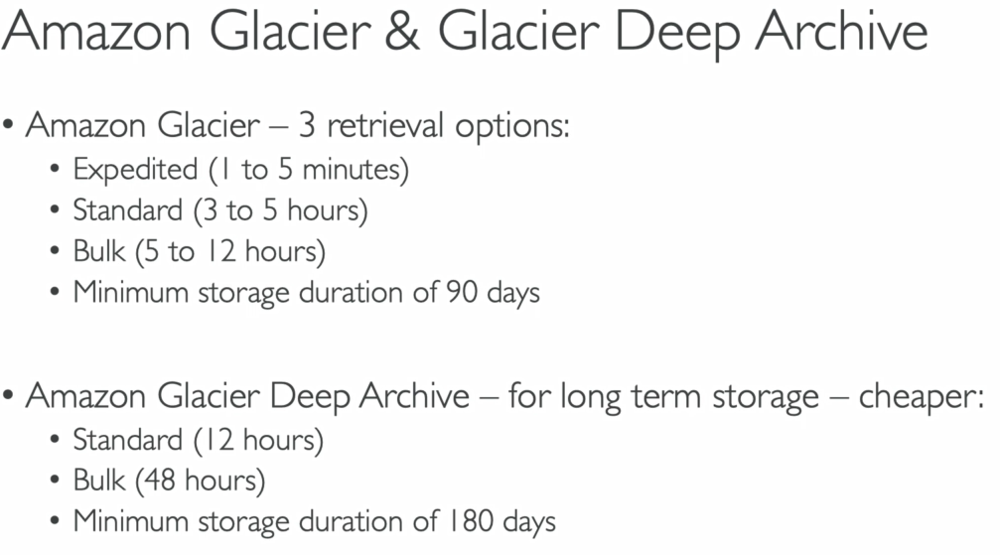 Amazon Glacier & Glacier Deep Archive
• Amazon Glacier – 3 retrieval options:
• Expedited (1 to 5 minutes)
• Standard (3 to 5 hours)
• Bulk (5 to 12 hours)
• Minimum storage duration of 90 days
• Amazon Glacier Deep Archive – for long term storage – cheaper:
• Standard (12 hours)
• Bulk (48 hours)
• Minimum storage duration of 180 days